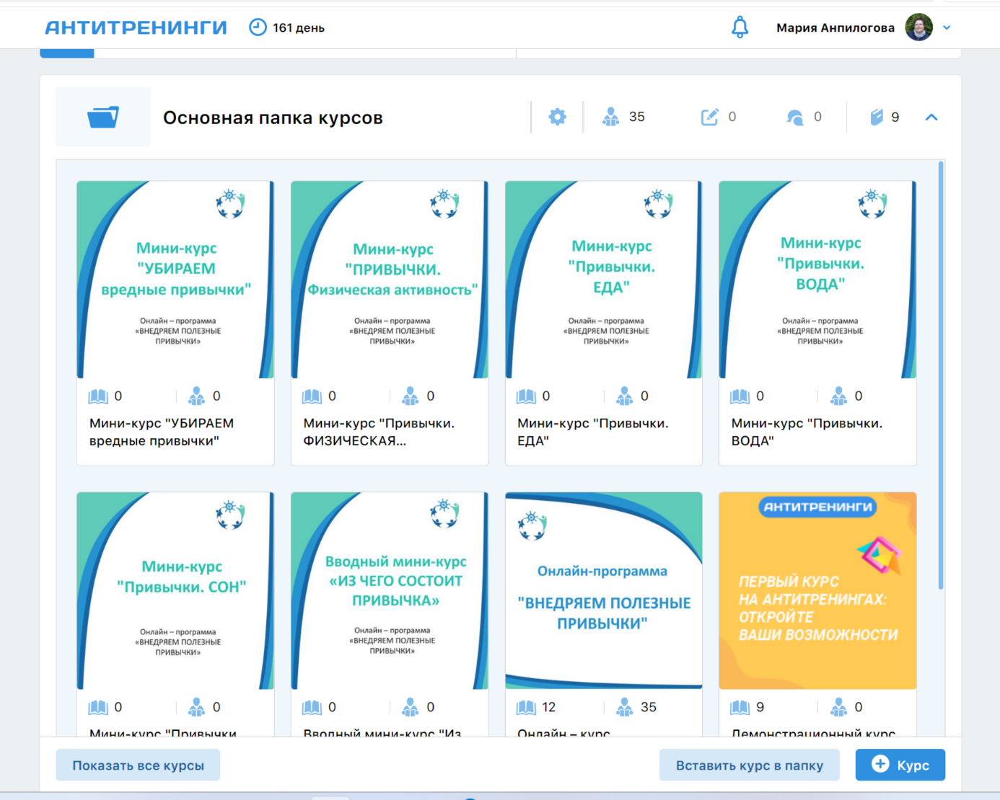 АНТИТРЕНИНГИ
161 день
Мария Анпилогова
Основная папка курсов
35
0
0
9
Мини-курс
"УБИРАЕМ
вредные привычки"
Онлайн – программа
«ВНЕДРЯЕМ ПОЛЕЗНЫЕ
ПРИВЫЧКИ»
0
0
Мини-курс "УБИРАЕМ
вредные привычки"
Мини-курс
"ПРИВЫЧКИ.
Физическая активность"
Онлайн – программа
«ВНЕДРЯЕМ ПОЛЕЗНЫЕ
ПРИВЫЧКИ»
0
0
Мини-курс "Привычки.
ФИЗИЧЕСКАЯ...
Мини-курс
"Привычки.
ЕДА"
Онлайн – программа
«ВНЕДРЯЕМ ПОЛЕЗНЫЕ
ПРИВЫЧКИ»
0
0
Мини-курс "Привычки.
ЕДА"
Мини-курс
"Привычки.
ВОДА"
Онлайн – программа
«ВНЕДРЯЕМ ПОЛЕЗНЫЕ
ПРИВЫЧКИ»
0
0
Мини-курс "Привычки.
ВОДА"
Мини-курс
"Привычки. СОН"
Онлайн – программа
«ВНЕДРЯЕМ ПОЛЕЗНЫЕ
ПРИВЫЧКИ»
0
0
Мини-курс "Привычки
Вводный мини-курс
«ИЗ ЧЕГО СОСТОИТ
ПРИВЫЧКА»
Онлайн – программа
«ВНЕДРЯЕМ ПОЛЕЗНЫЕ
ПРИВЫЧКИ»
0
0
Вводный мини-курс "Из
Онлайн-программа
"ВНЕДРЯЕМ ПОЛЕЗНЫЕ
ПРИВЫЧКИ"
12
35
Онлайн – курс
АНТИТРЕНИНГИ
ПЕРВЫЙ КУРС
НА АНТИТРЕНИНГАХ:
ОТКРОЙТЕ
ВАШИ ВОЗМОЖНОСТИ
9
0
Демонстрационный курс
Показать все курсы
Вставить курс в папку
Курс